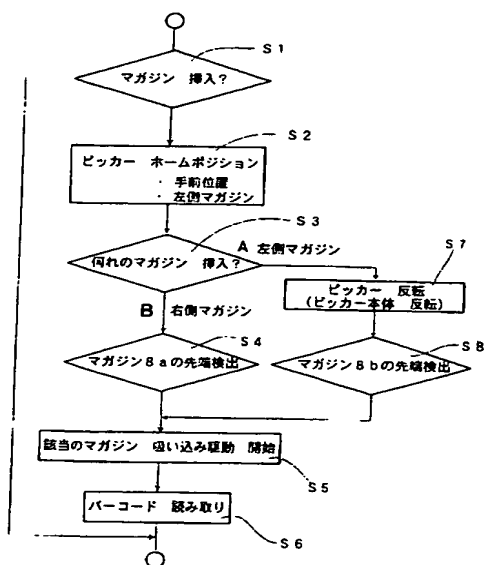 S1
マガジン 挿入?
S2
ピッカー ホームポジション
・手前位置
・左側マガジン
S3
何れのマガジン 挿入?
A 左側マガジン
S7
ピッカー 反転
(ピッカー本体 反転)
B 右側マガジン
S4
マガジン8aの先端検出
S8
マガジン8bの先端検出
該当のマガジン 吸い込み駆動 開始
S5
バーコード 読み取り
S6